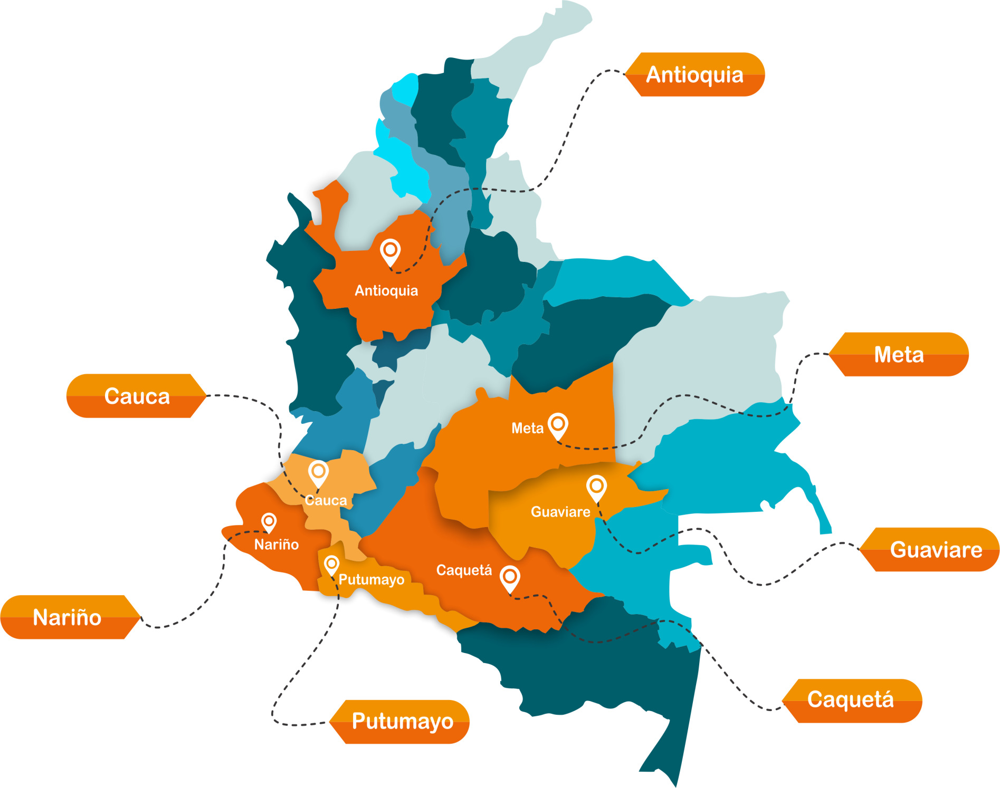 Antioquia
Antioquia
Meta
Cauca
Meta
Cauca
Guaviare
Nariño
Guaviare
Caquetá
Putumayo
Nariño
Caquetá
Putumayo